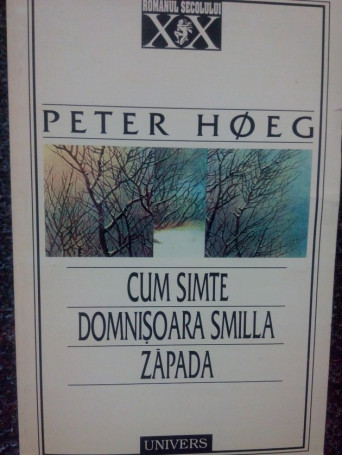 ROMANUL SECOLULUI
XX
PETER HØEG
CUM SIMTE
DOMNIȘOARA SMILLA
ZĂPADA
UNIVERS